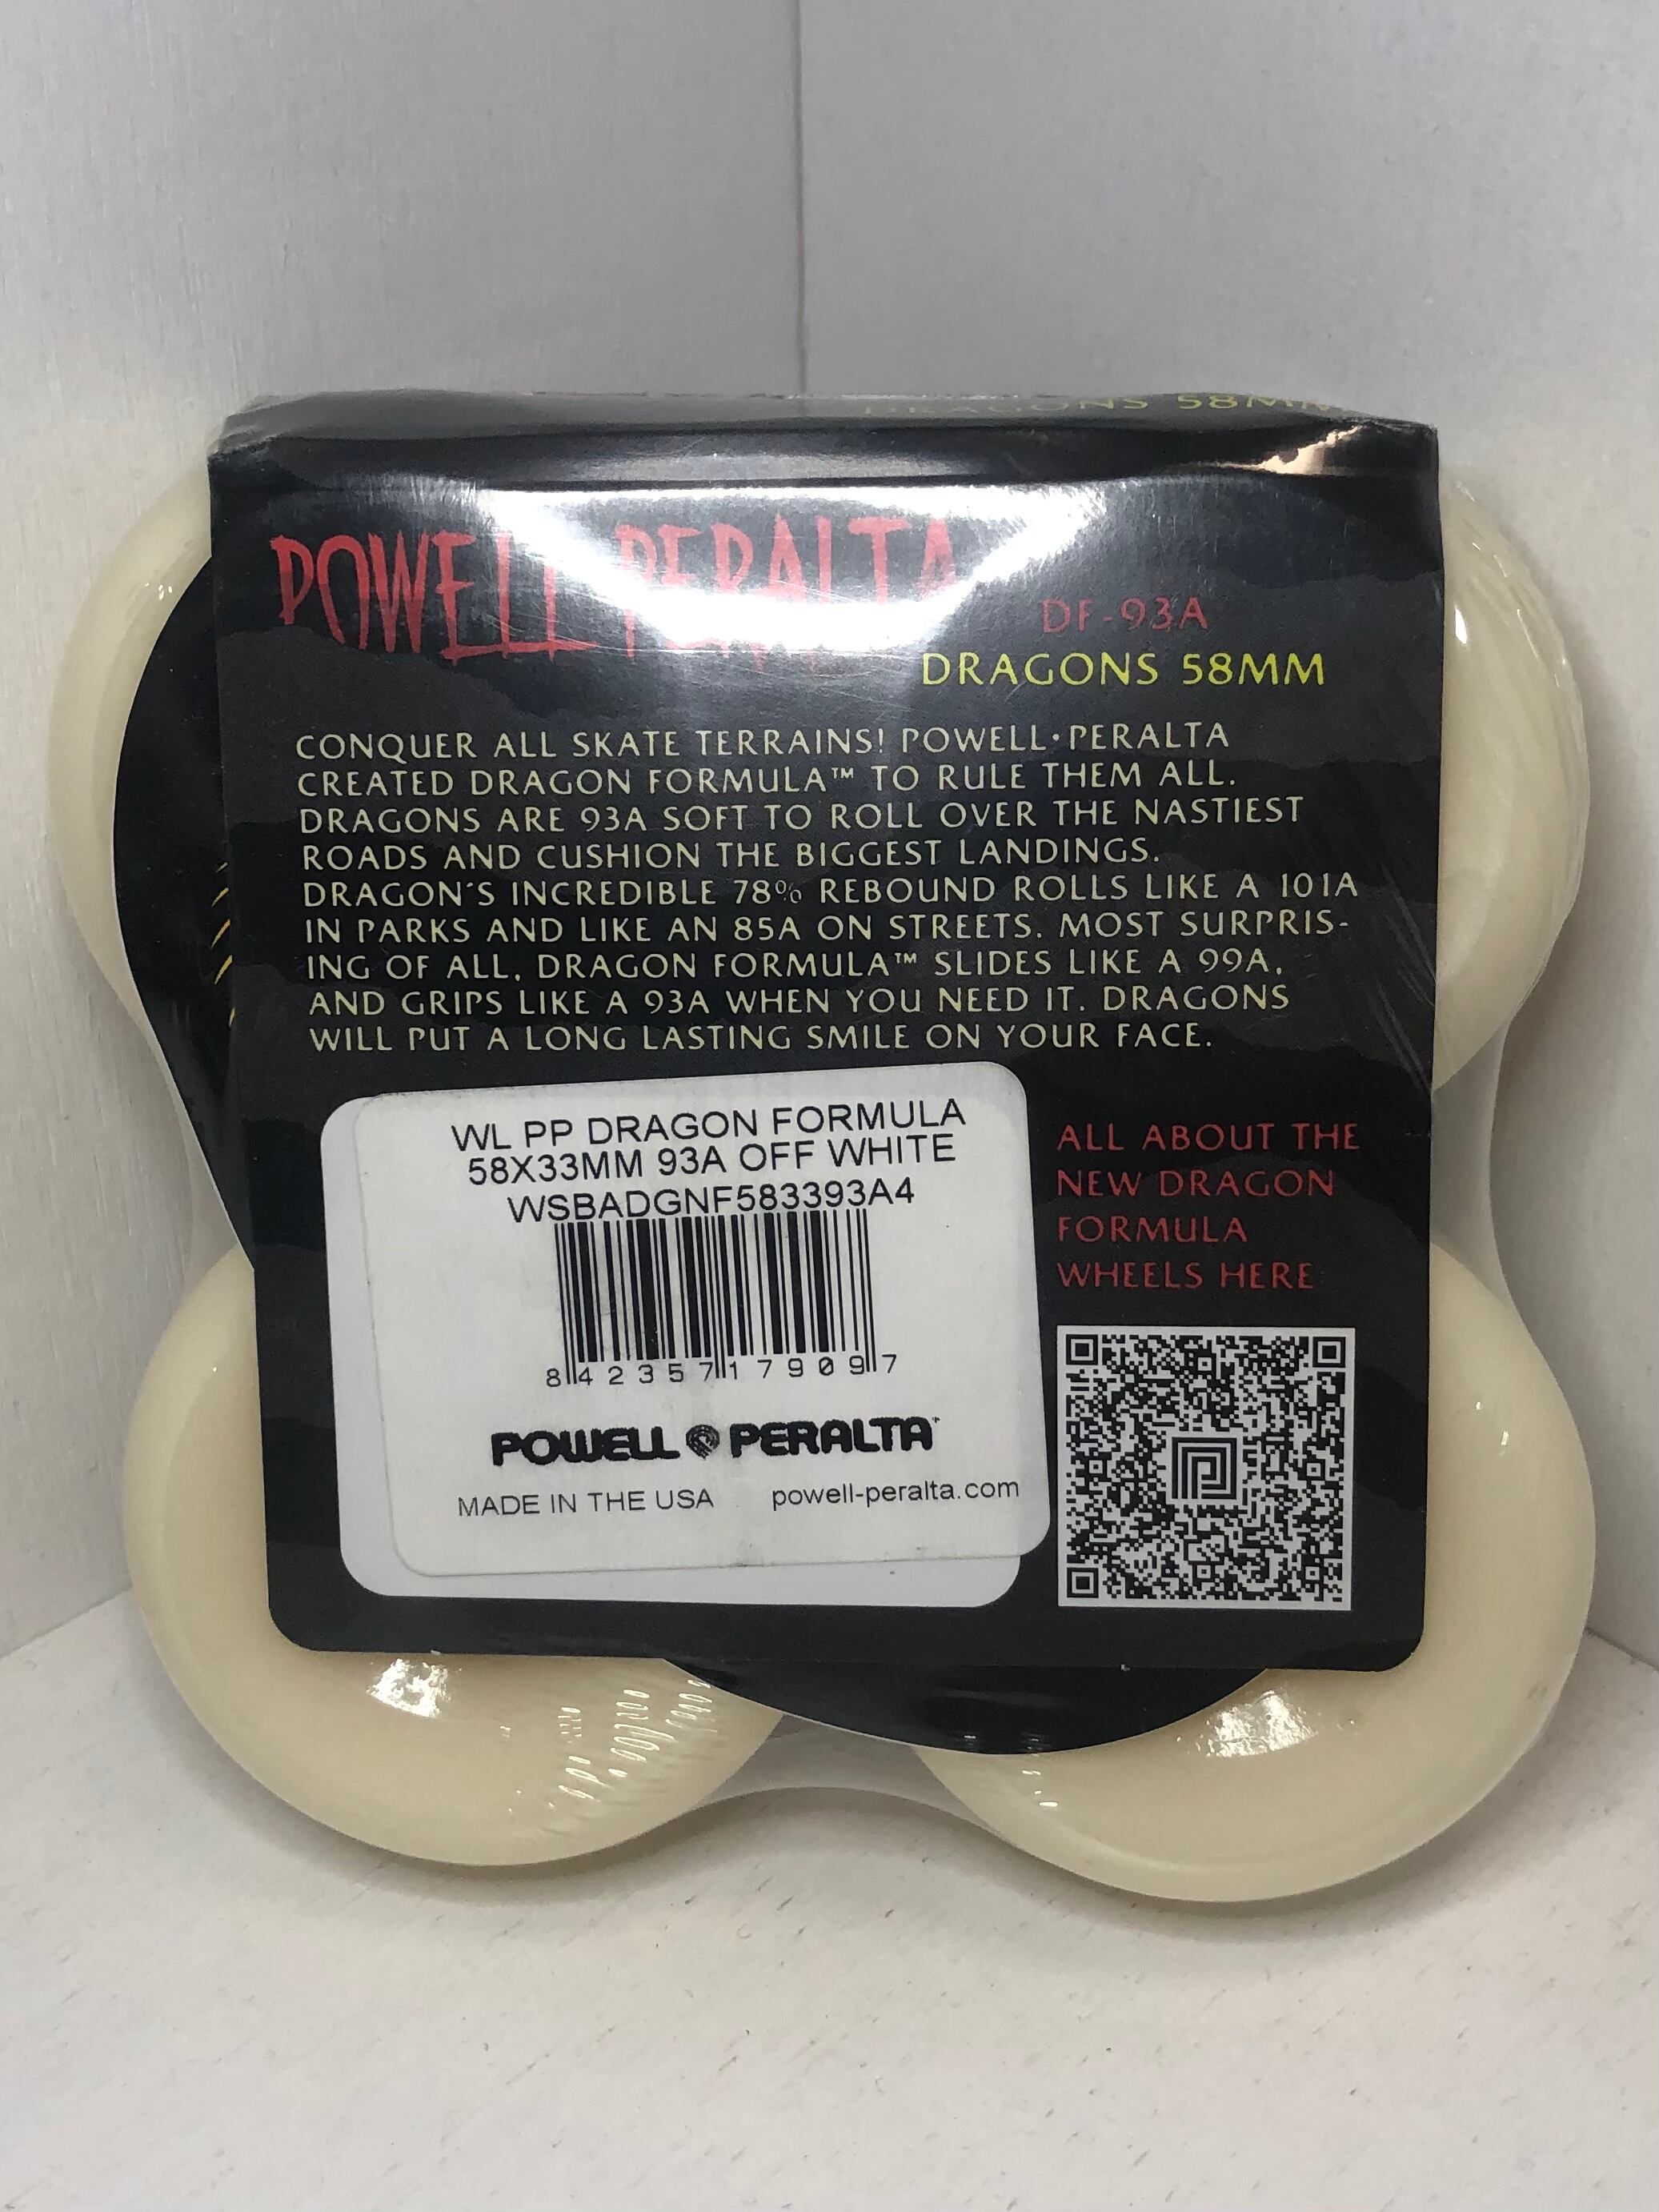 DRAGONS 58MM
POWELL PERALTA
DF-93A
DRAGONS 58MM
CONQUER ALL SKATE TERRAINS! POWELL•PERALTA
CREATED DRAGON FORMULA™ TO RULE THEM ALL.
DRAGONS ARE 93A SOFT TO ROLL OVER THE NASTIEST
ROADS AND CUSHION THE BIGGEST LANDINGS.
DRAGON'S INCREDIBLE 78% REBOUND ROLLS LIKE A 101A
IN PARKS AND LIKE AN 85A ON STREETS. MOST SURPRIS-
ING OF ALL, DRAGON FORMULA™ SLIDES LIKE A 99A,
AND GRIPS LIKE A 93A WHEN YOU NEED IT. DRAGONS
WILL PUT A LONG LASTING SMILE ON YOUR FACE.
WL PP DRAGON FORMULA
58X33MM 93A OFF WHITE
WSBADGNF583393A4
8 42357 17909 7
POWELL PERALTA™
MADE IN THE USA powell-peralta.com
ALL ABOUT THE
NEW DRAGON
FORMULA
WHEELS HERE